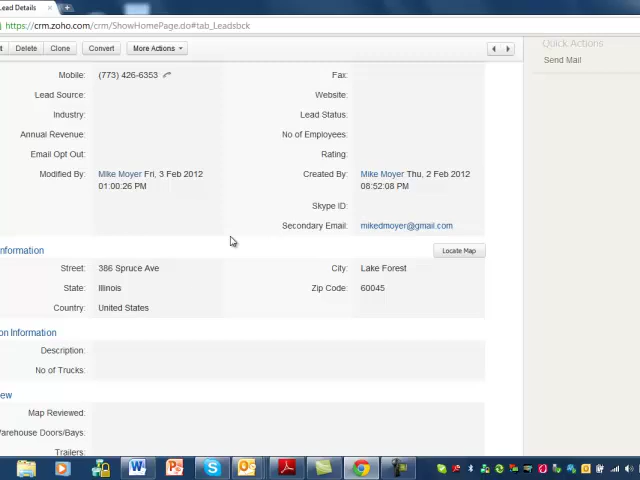 Lead Details
https://crm.zoho.com/crm/ShowHomePage.do#tab_Leadsbck
Delete Clone Convert More Actions
Quick Actions
Send Mail
Mobile: (773) 426-6353 Fax:
Lead Source: Website:
Industry: Lead Status:
Annual Revenue: No of Employees:
Email Opt Out: Rating:
Modified By: Mike Moyer Fri, 3 Feb 2012 Created By: Mike Moyer Thu, 2 Feb 2012
01:00:26 PM 08:52:08 PM
Skype ID:
Secondary Email: mikedmoyer@gmail.com
Information Locate Map
Street: 386 Spruce Ave City: Lake Forest
State: Illinois Zip Code: 60045
Country: United States
on Information
Description:
No of Trucks:
ew
Map Reviewed:
arehouse Doors/Bays:
Trailers: